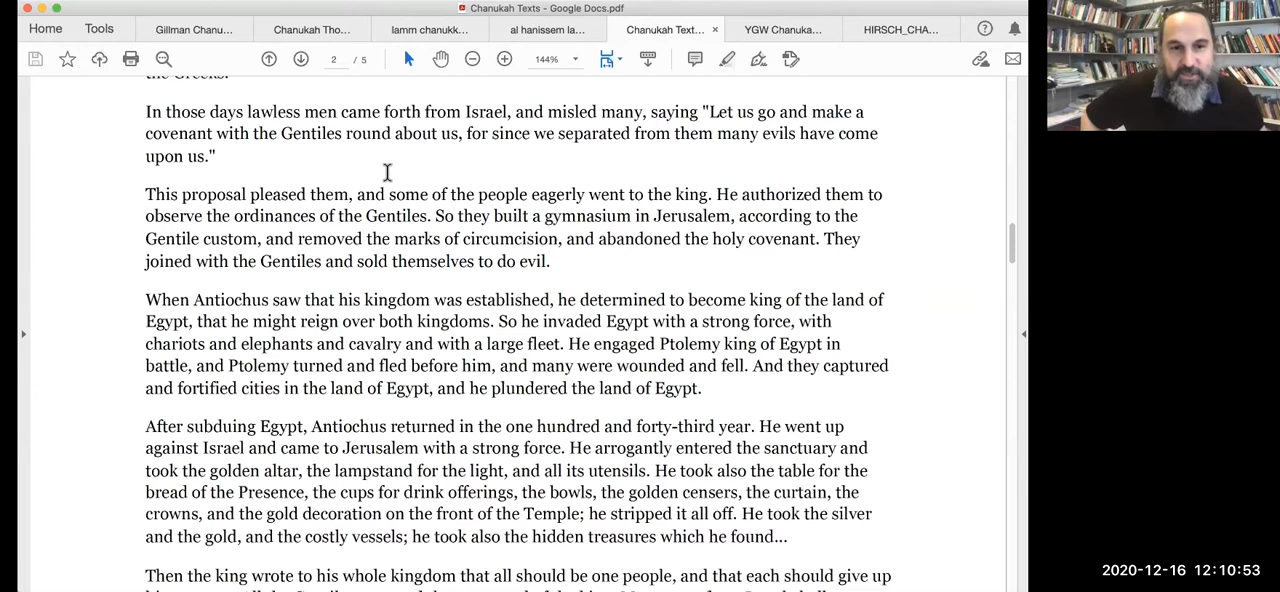 Chanukah Texts - Google Docs.pdf
Home Tools Gillman Chanu... Chanukah Tho... lamm chanukk... al hanissem la... Chanukah Text... × YGW Chanuka... HIRSCH_CHA...
2 / 5 144%
the Greeks.
In those days lawless men came forth from Israel, and misled many, saying "Let us go and make a
covenant with the Gentiles round about us, for since we separated from them many evils have come
upon us."
This proposal pleased them, and some of the people eagerly went to the king. He authorized them to
observe the ordinances of the Gentiles. So they built a gymnasium in Jerusalem, according to the
Gentile custom, and removed the marks of circumcision, and abandoned the holy covenant. They
joined with the Gentiles and sold themselves to do evil.
When Antiochus saw that his kingdom was established, he determined to become king of the land of
Egypt, that he might reign over both kingdoms. So he invaded Egypt with a strong force, with
chariots and elephants and cavalry and with a large fleet. He engaged Ptolemy king of Egypt in
battle, and Ptolemy turned and fled before him, and many were wounded and fell. And they captured
and fortified cities in the land of Egypt, and he plundered the land of Egypt.
After subduing Egypt, Antiochus returned in the one hundred and forty-third year. He went up
against Israel and came to Jerusalem with a strong force. He arrogantly entered the sanctuary and
took the golden altar, the lampstand for the light, and all its utensils. He took also the table for the
bread of the Presence, the cups for drink offerings, the bowls, the golden censers, the curtain, the
crowns, and the gold decoration on the front of the Temple; he stripped it all off. He took the silver
and the gold, and the costly vessels; he took also the hidden treasures which he found...
Then the king wrote to his whole kingdom that all should be one people, and that each should give up
2020-12-16 12:10:53